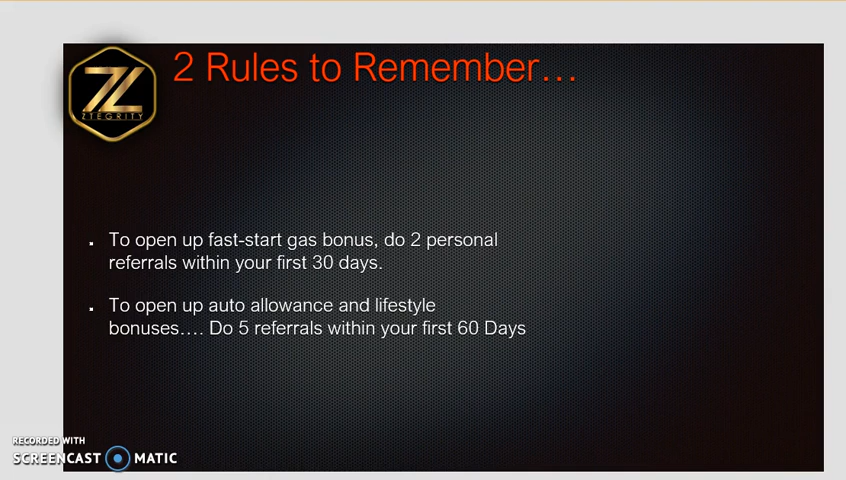 2 Rules to Remember...
ZTEGRITY
▪ To open up fast-start gas bonus, do 2 personal
referrals within your first 30 days.
▪ To open up auto allowance and lifestyle
bonuses.... Do 5 referrals within your first 60 Days
RECORDED WITH
SCREENCAST MATIC